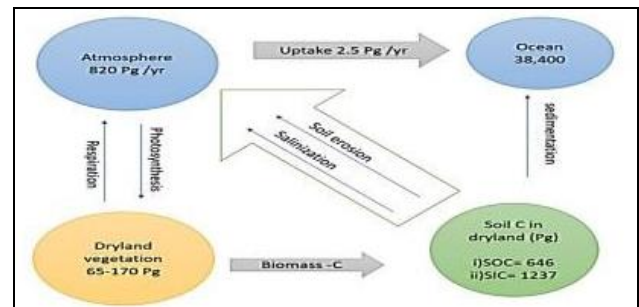 Atmosphere
820 Pg /yr
Uptake 2.5 Pg /yr
Ocean
38,400
Respiration
Photosynthesis
Soil erosion
Salinization
sedimentation
Dryland
vegetation
65-170 Pg
Biomass -C
Soil C in
dryland (Pg)
i)SOC= 646
ii)SIC= 1237